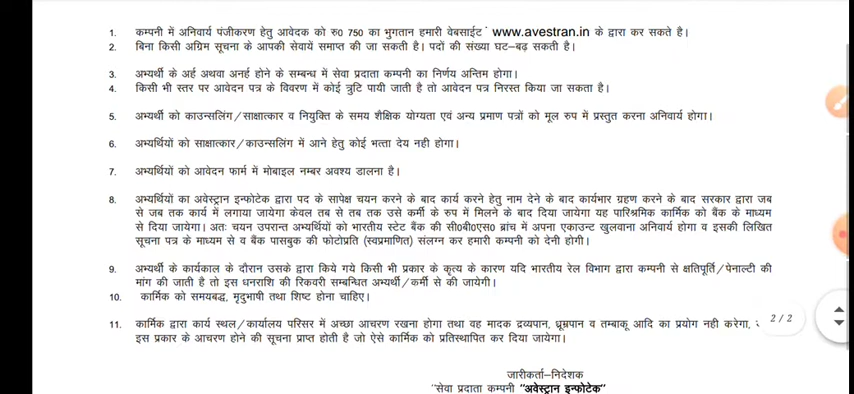 1. कम्पनी में अनिवार्य पंजीकरण हेतु आवेदक को रु0 750 का भुगतान हमारी वेबसाईट www.avestran.in के द्वारा कर सकते है।
2. बिना किसी अग्रिम सूचना के आपकी सेवायें समाप्त की जा सकती है। पदों की संख्या घट–बढ़ सकती है।
3. अभ्यर्थी के अर्ह अथवा अनर्ह होने के सम्बन्ध में सेवा प्रदाता कम्पनी का निर्णय अन्तिम होगा।
4. किसी भी स्तर पर आवेदन पत्र के विवरण में कोई त्रुटि पायी जाती है तो आवेदन पत्र निरस्त किया जा सकता है।
5. अभ्यर्थी को काउन्सलिंग/साक्षात्कार व नियुक्ति के समय शैक्षिक योग्यता एवं अन्य प्रमाण पत्रों को मूल रुप में प्रस्तुत करना अनिवार्य होगा।
6. अभ्यर्थियों को साक्षात्कार/काउन्सलिंग में आने हेतु कोई भत्ता देय नही होगा।
7. अभ्यर्थियों को आवेदन फार्म में मोबाइल नम्बर अवश्य डालना है।
8. अभ्यर्थियों का अवेस्ट्रान इन्फोटेक द्वारा पद के सापेक्ष चयन करने के बाद कार्य करने हेतु नाम देने के बाद कार्यभार ग्रहण करने के बाद सरकार द्वारा जब
से जब तक कार्य में लगाया जायेगा केवल तब से तब तक उसे कर्मी के रुप में मिलने के बाद दिया जायेगा यह पारिश्रमिक कार्मिक को बैंक के माध्यम
से दिया जायेगा। अतः चयन उपरान्त अभ्यर्थियों को भारतीय स्टेट बैंक की सी0बी0एस0 ब्रांच में अपना एकाउन्ट खुलवाना अनिवार्य होगा व इसकी लिखित
सूचना पत्र के माध्यम से व बैंक पासबुक की फोटोप्रति (स्वप्रमाणित) संलग्न कर हमारी कम्पनी को देनी होगी।
9. अभ्यर्थी के कार्यकाल के दौरान उसके द्वारा किये गये किसी भी प्रकार के कृत्य के कारण यदि भारतीय रेल विभाग द्वारा कम्पनी से क्षतिपूर्ति/पेनाल्टी की
मांग की जाती है तो इस धनराशि की रिकवरी सम्बन्धित अभ्यर्थी/कर्मी से की जायेगी।
10. कार्मिक को समयबद्ध, मृदुभाषी तथा शिष्ट होना चाहिए।
11. कार्मिक द्वारा कार्य स्थल/कार्यालय परिसर में अच्छा आचरण रखना होगा तथा वह मादक द्रव्यपान, धूम्रपान व तम्बाकू आदि का प्रयोग नही करेगा,
इस प्रकार के आचरण होने की सूचना प्राप्त होती है जो ऐसे कार्मिक को प्रतिस्थापित कर दिया जायेगा।
2 / 2
जारीकर्ता–निदेशक
"सेवा प्रदाता कम्पनी "अवेस्ट्रान इन्फोटेक"